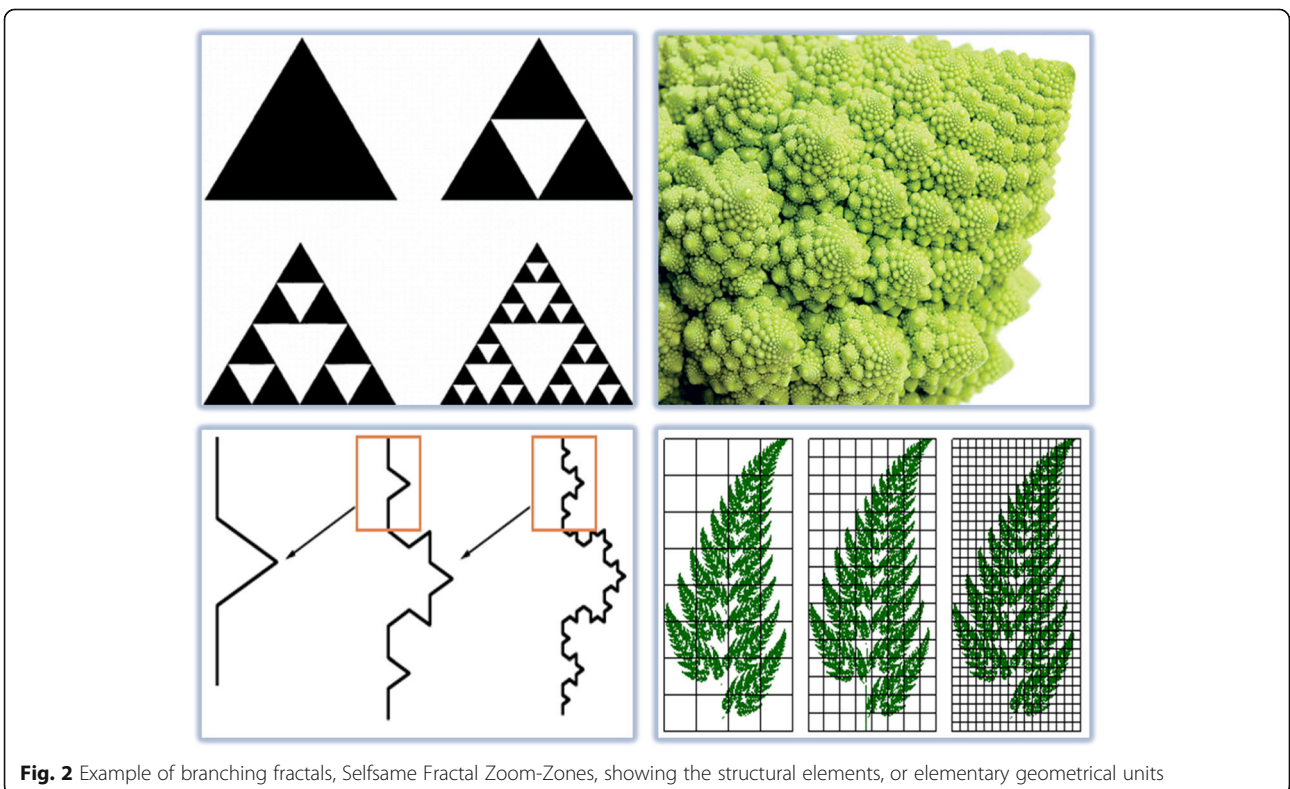 Fig. 2 Example of branching fractals, Selfsame Fractal Zoom-Zones, showing the structural elements, or elementary geometrical units